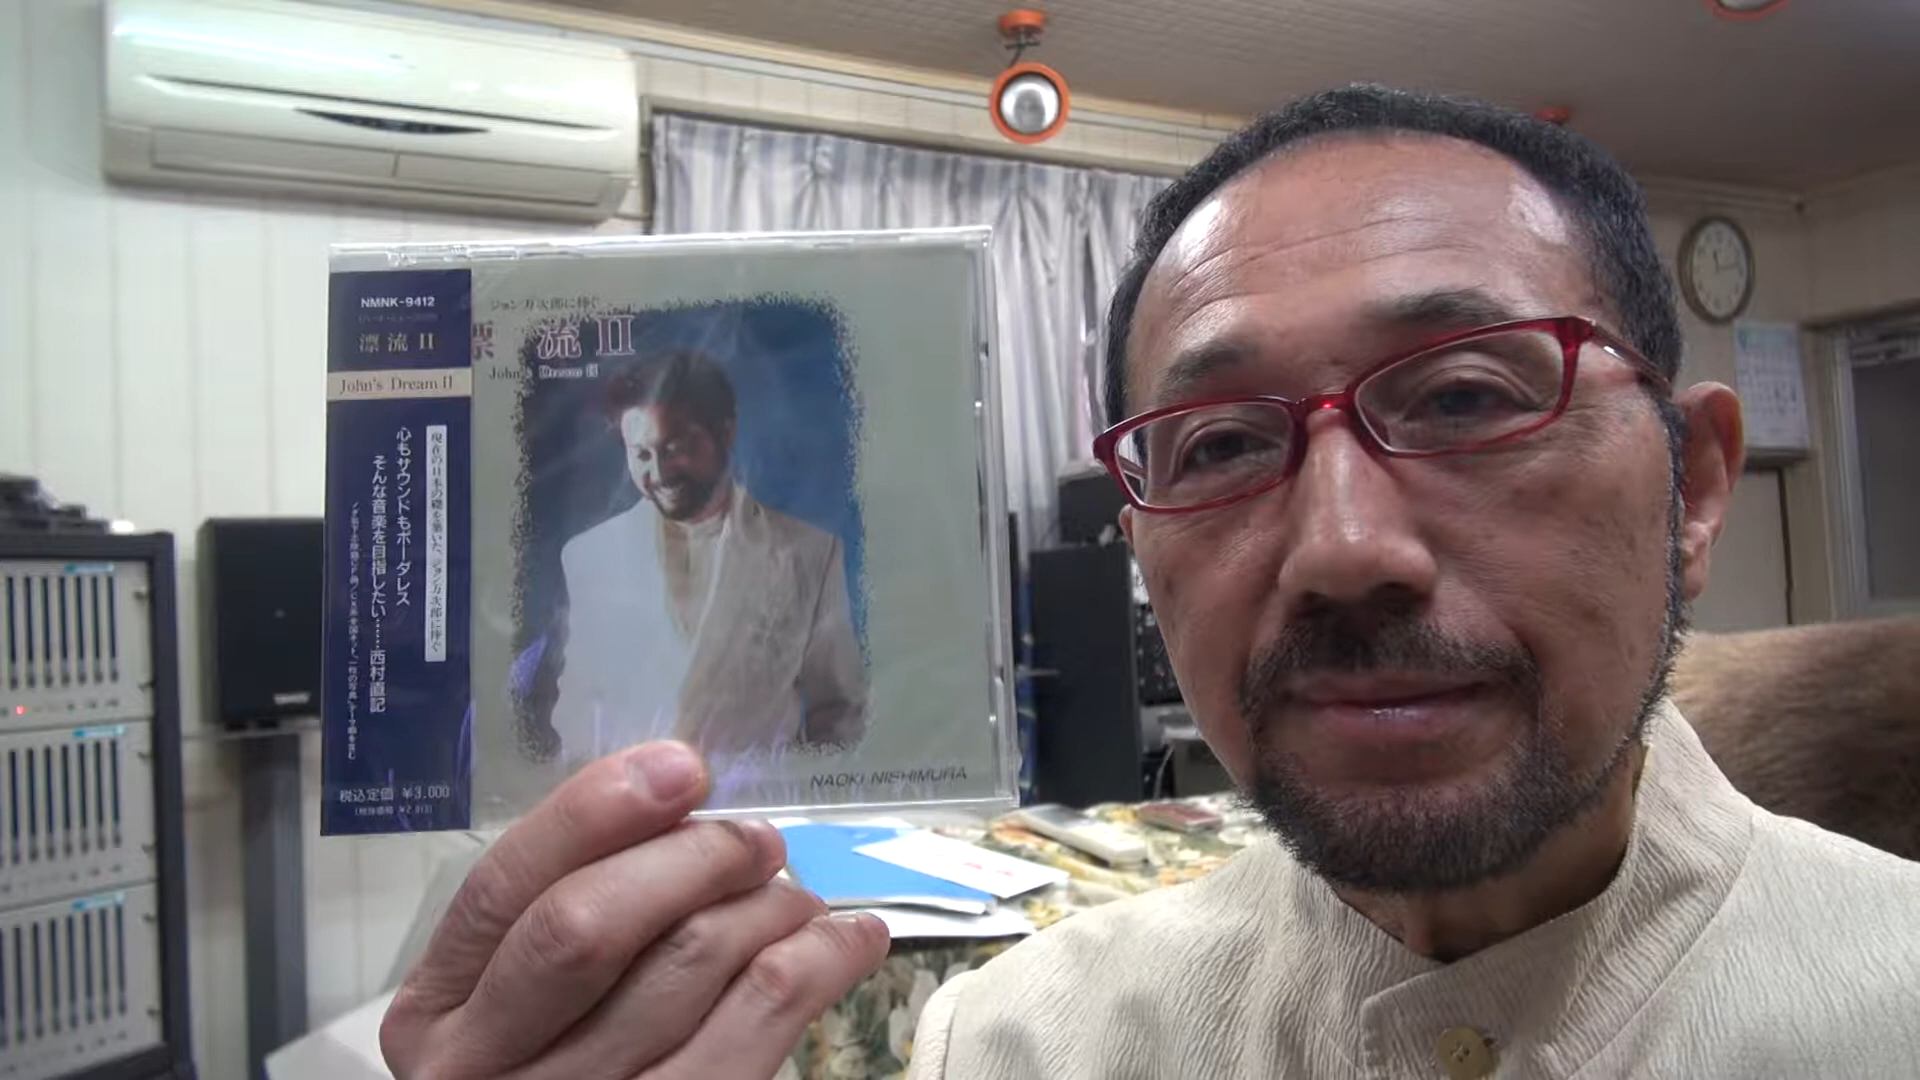 NMNK-9412
漂流II
John's Dream II
現在の日本の礎を築いた、ジョン万次郎に捧ぐ
心もサウンドもボーダレス
そんな音楽を目指したい……西村直記
税込定価 ¥3,000
ジョン万次郎に捧ぐ
漂 流 II
John's Dream II
NAOKI NISHIMURA